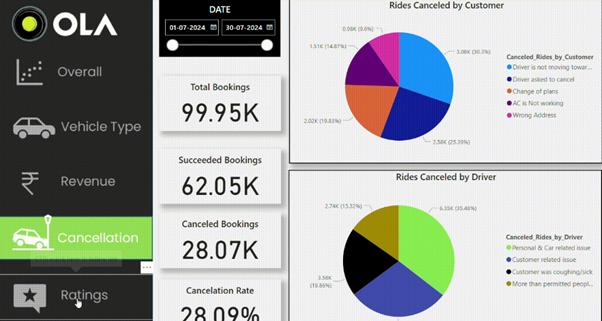 OLA
Overall
Vehicle Type
Revenue
Cancellation
Ratings
DATE
01-07-2024
30-07-2024
Total Bookings
99.95K
Succeeded Bookings
62.05K
Canceled Bookings
28.07K
Cancelation Rate
28.09%
Rides Canceled by Customer
0.98K (9.6%)
1.51K (14.87%)
2.02K (19.83%)
3.08K (30.3%)
2.58K (25.39%)
Canceled_Rides_by_Customer
Driver is not moving towar...
Driver asked to cancel
Change of plans
AC is Not working
Wrong Address
Rides Canceled by Driver
2.74K (15.32%)
6.35K (35.48%)
3.56K
(19.86%)
Canceled_Rides_by_Driver
Personal & Car related issue
Customer related issue
Customer was coughing/sick
More than permitted peopl...